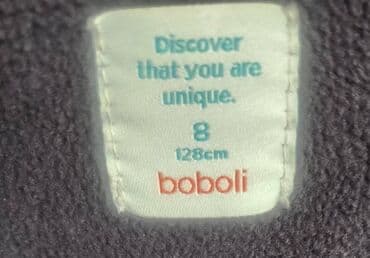 Discover
that you are
unique.
8
128cm
boboli